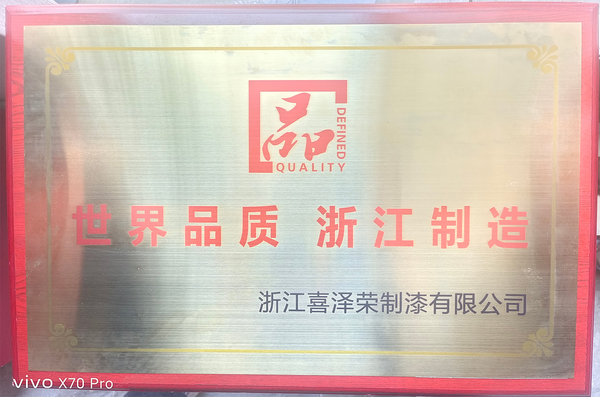 品
DEFINED
QUALITY
世界品质 浙江制造
浙江喜泽荣制漆有限公司
vivo X70 Pro